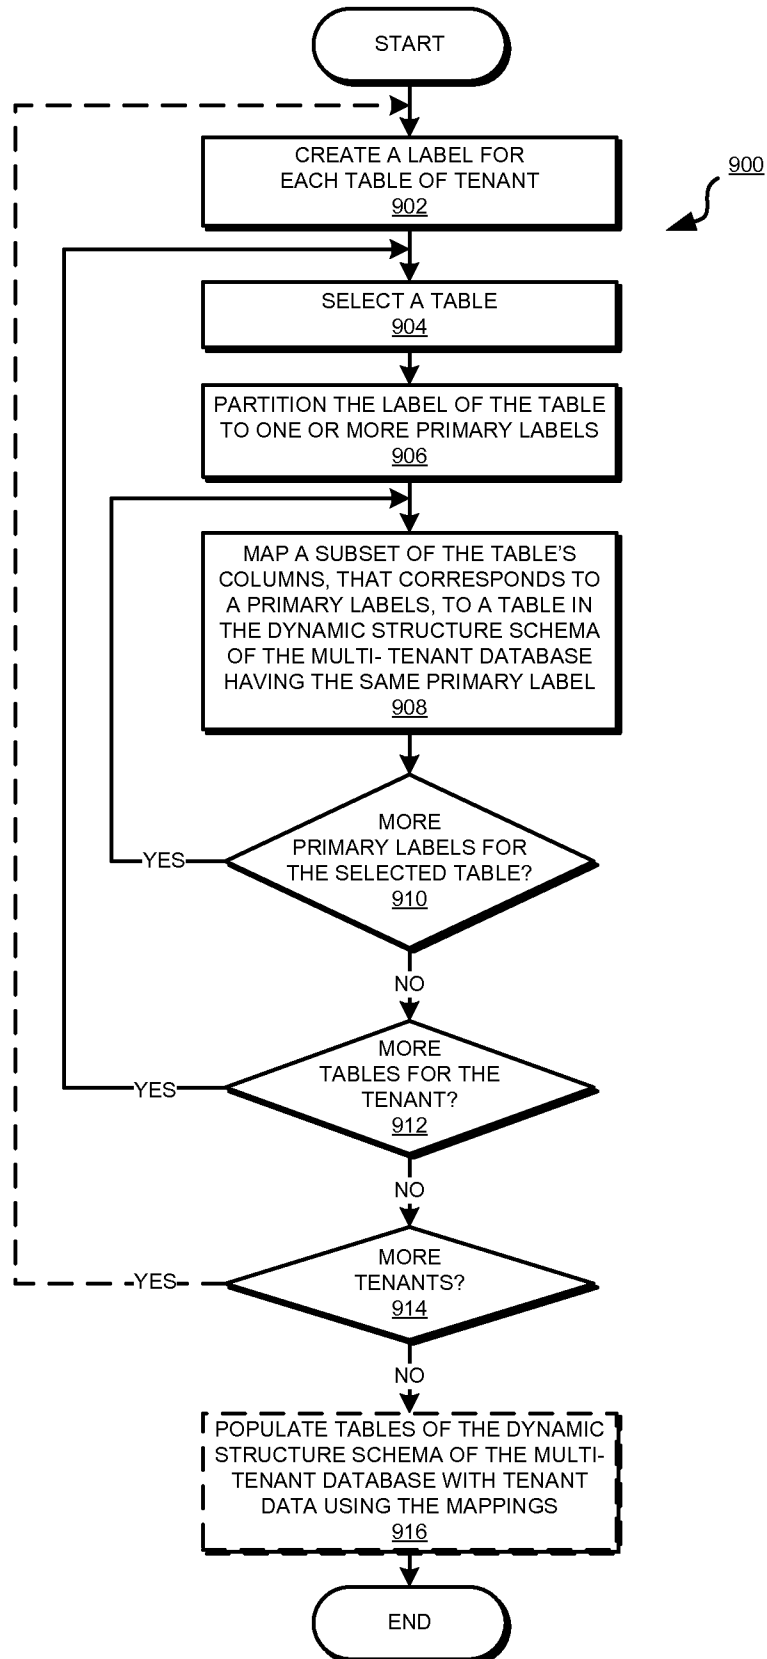 START
CREATE A LABEL FOR
EACH TABLE OF TENANT
902
900
SELECT A TABLE
904
PARTITION THE LABEL OF THE TABLE
TO ONE OR MORE PRIMARY LABELS
906
MAP A SUBSET OF THE TABLE'S
COLUMNS, THAT CORRESPONDS TO
A PRIMARY LABELS, TO A TABLE IN
THE DYNAMIC STRUCTURE SCHEMA
OF THE MULTI- TENANT DATABASE
HAVING THE SAME PRIMARY LABEL
908
MORE
PRIMARY LABELS FOR
THE SELECTED TABLE?
910
YES
NO
MORE
TABLES FOR THE
TENANT?
912
YES
NO
MORE
TENANTS?
914
YES
NO
POPULATE TABLES OF THE DYNAMIC
STRUCTURE SCHEMA OF THE MULTI-
TENANT DATABASE WITH TENANT
DATA USING THE MAPPINGS
916
END